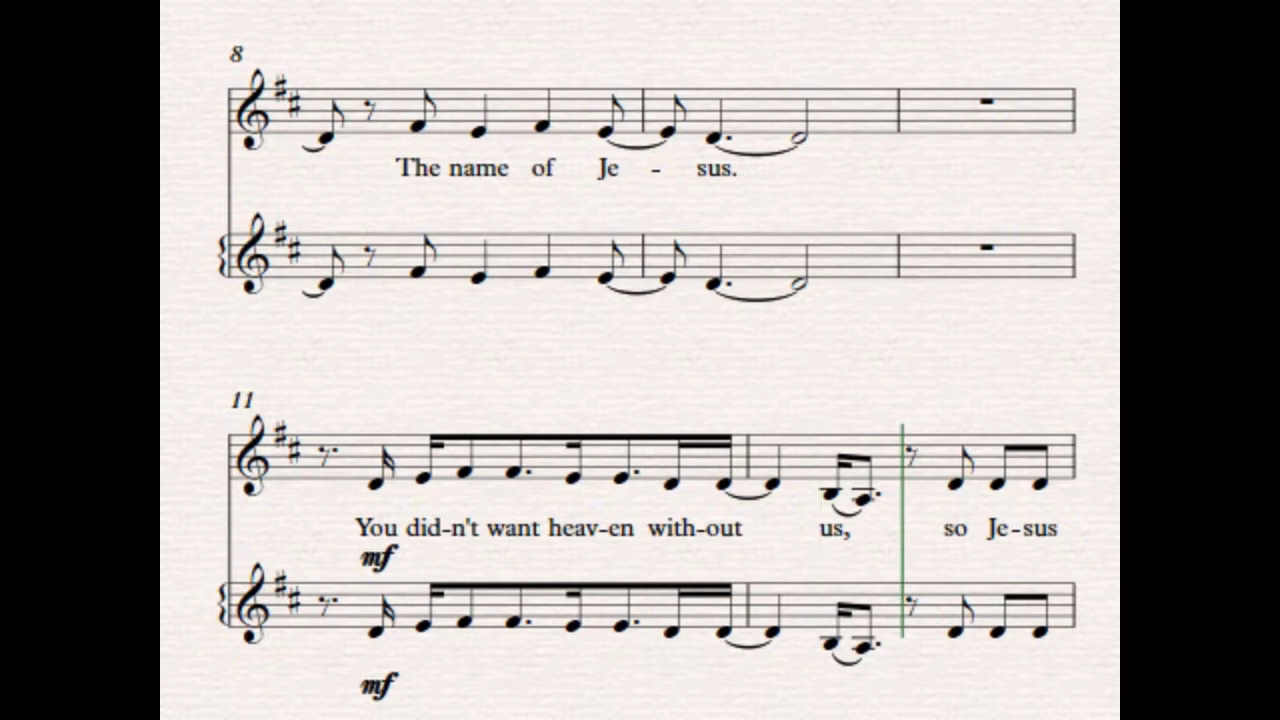 8
The name of Je - sus.
11
You did-n't want heav-en with-out us, so Je-sus
mf
mf